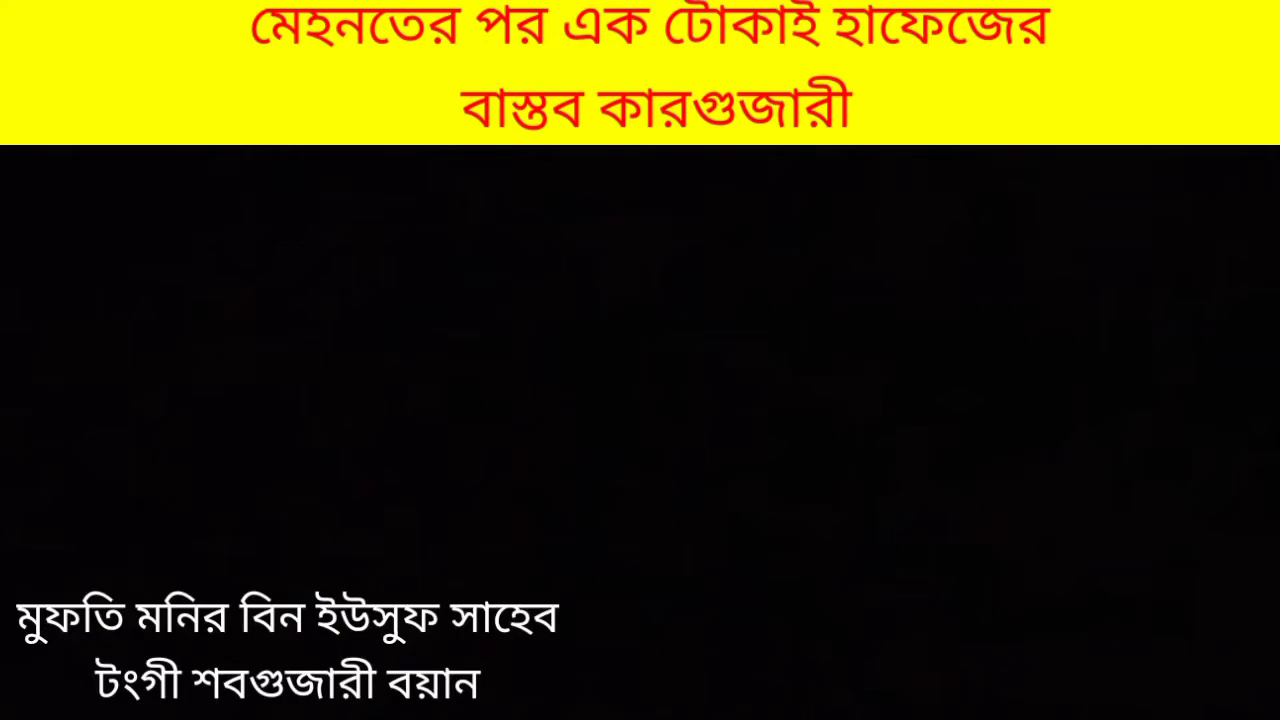 মেহনতের পর এক টোকাই হাফেজের
বাস্তব কারগুজারী
মুফতি মনির বিন ইউসুফ সাহেব
টংগী শবগুজারী বয়ান